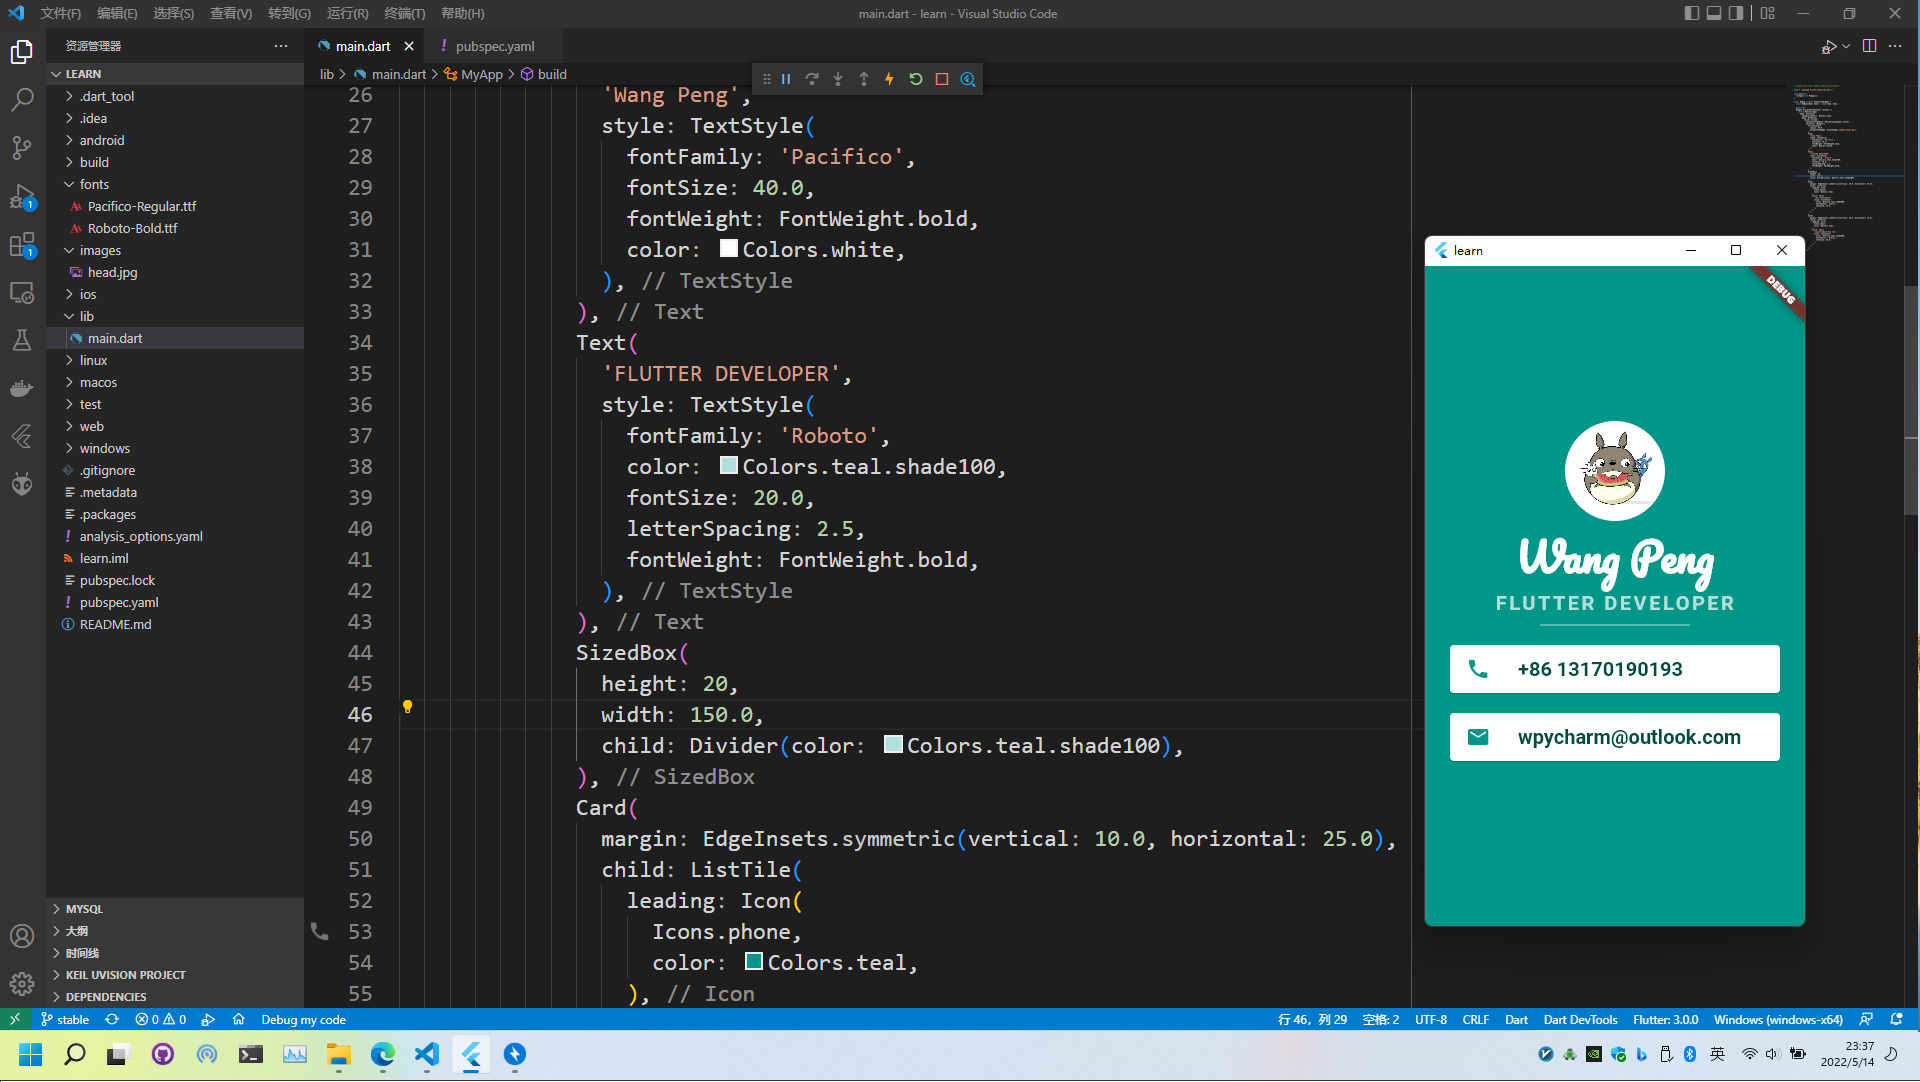 文件(F) 编辑(E) 选择(S) 查看(V) 转到(G) 运行(R) 终端(T) 帮助(H)
main.dart - learn - Visual Studio Code
资源管理器
main.dart
! pubspec.yaml
LEARN
lib > main.dart > MyApp > build
.dart_tool
.idea
android
build
fonts
Pacifico-Regular.ttf
Roboto-Bold.ttf
images
head.jpg
ios
lib
main.dart
linux
macos
test
web
windows
.gitignore
.metadata
.packages
! analysis_options.yaml
learn.iml
pubspec.lock
! pubspec.yaml
README.md
MYSQL
大纲
时间线
KEIL UVISION PROJECT
DEPENDENCIES
1
1
26 'Wang Peng',
27 style: TextStyle(
28 fontFamily: 'Pacifico',
29 fontSize: 40.0,
30 fontWeight: FontWeight.bold,
31 color: Colors.white,
32 ), // TextStyle
33 ), // Text
34 Text(
35 'FLUTTER DEVELOPER',
36 style: TextStyle(
37 fontFamily: 'Roboto',
38 color: Colors.teal.shade100,
39 fontSize: 20.0,
40 letterSpacing: 2.5,
41 fontWeight: FontWeight.bold,
42 ), // TextStyle
43 ), // Text
44 SizedBox(
45 height: 20,
46 width: 150.0,
47 child: Divider(color: Colors.teal.shade100),
48 ), // SizedBox
49 Card(
50 margin: EdgeInsets.symmetric(vertical: 10.0, horizontal: 25.0),
51 child: ListTile(
52 leading: Icon(
53 Icons.phone,
54 color: Colors.teal,
55 ), // Icon
learn
DEBUG
Wang Peng
FLUTTER DEVELOPER
+86 13170190193
wpycharm@outlook.com
stable
0 0
Debug my code
行 46，列 29
空格: 2
UTF-8
CRLF
Dart
Dart DevTools
Flutter: 3.0.0
Windows (windows-x64)
英
23:37
2022/5/14